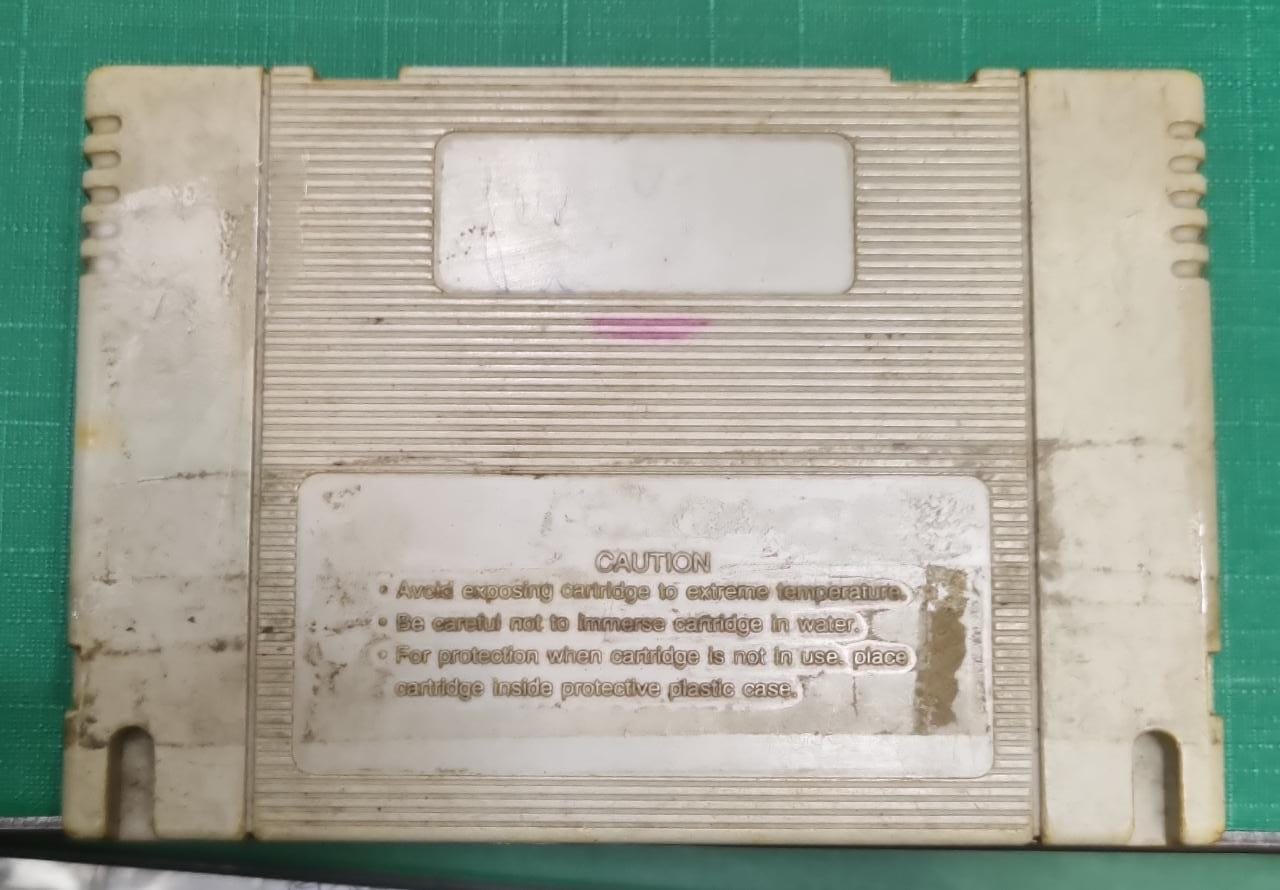 CAUTION
• Avoid exposing cartridge to extreme temperature.
• Be careful not to immerse cartridge in water.
• For protection when cartridge is not in use, place
cartridge inside protective plastic case.